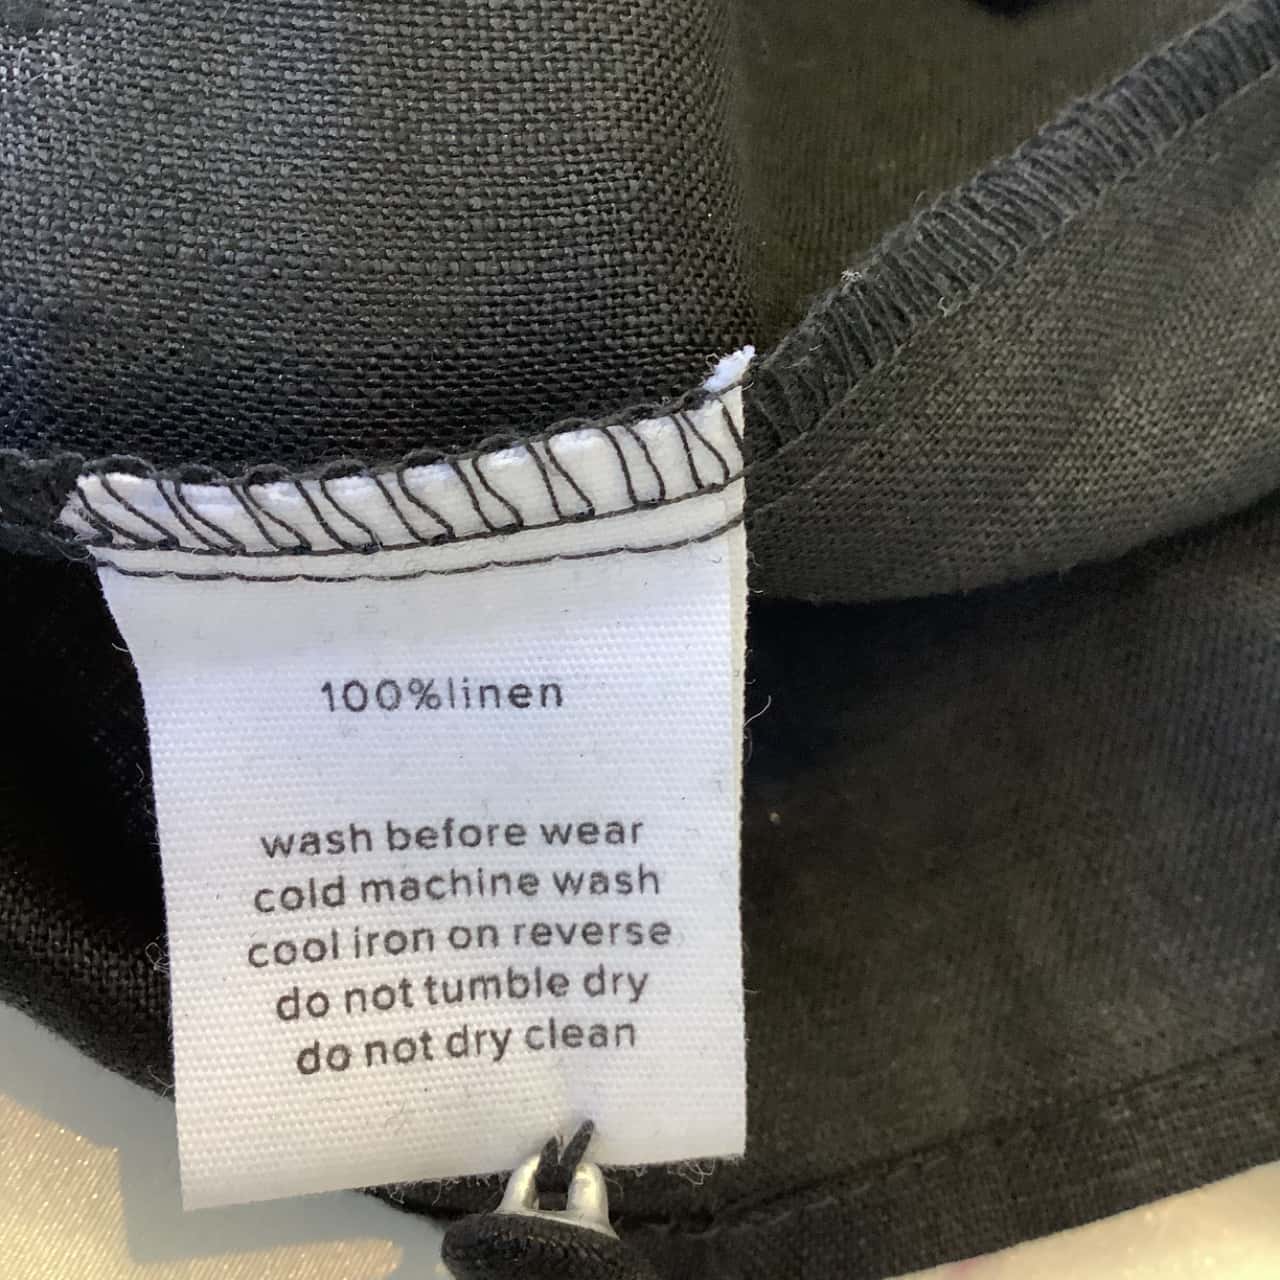 100%linen
wash before wear
cold machine wash
cool iron on reverse
do not tumble dry
do not dry clean